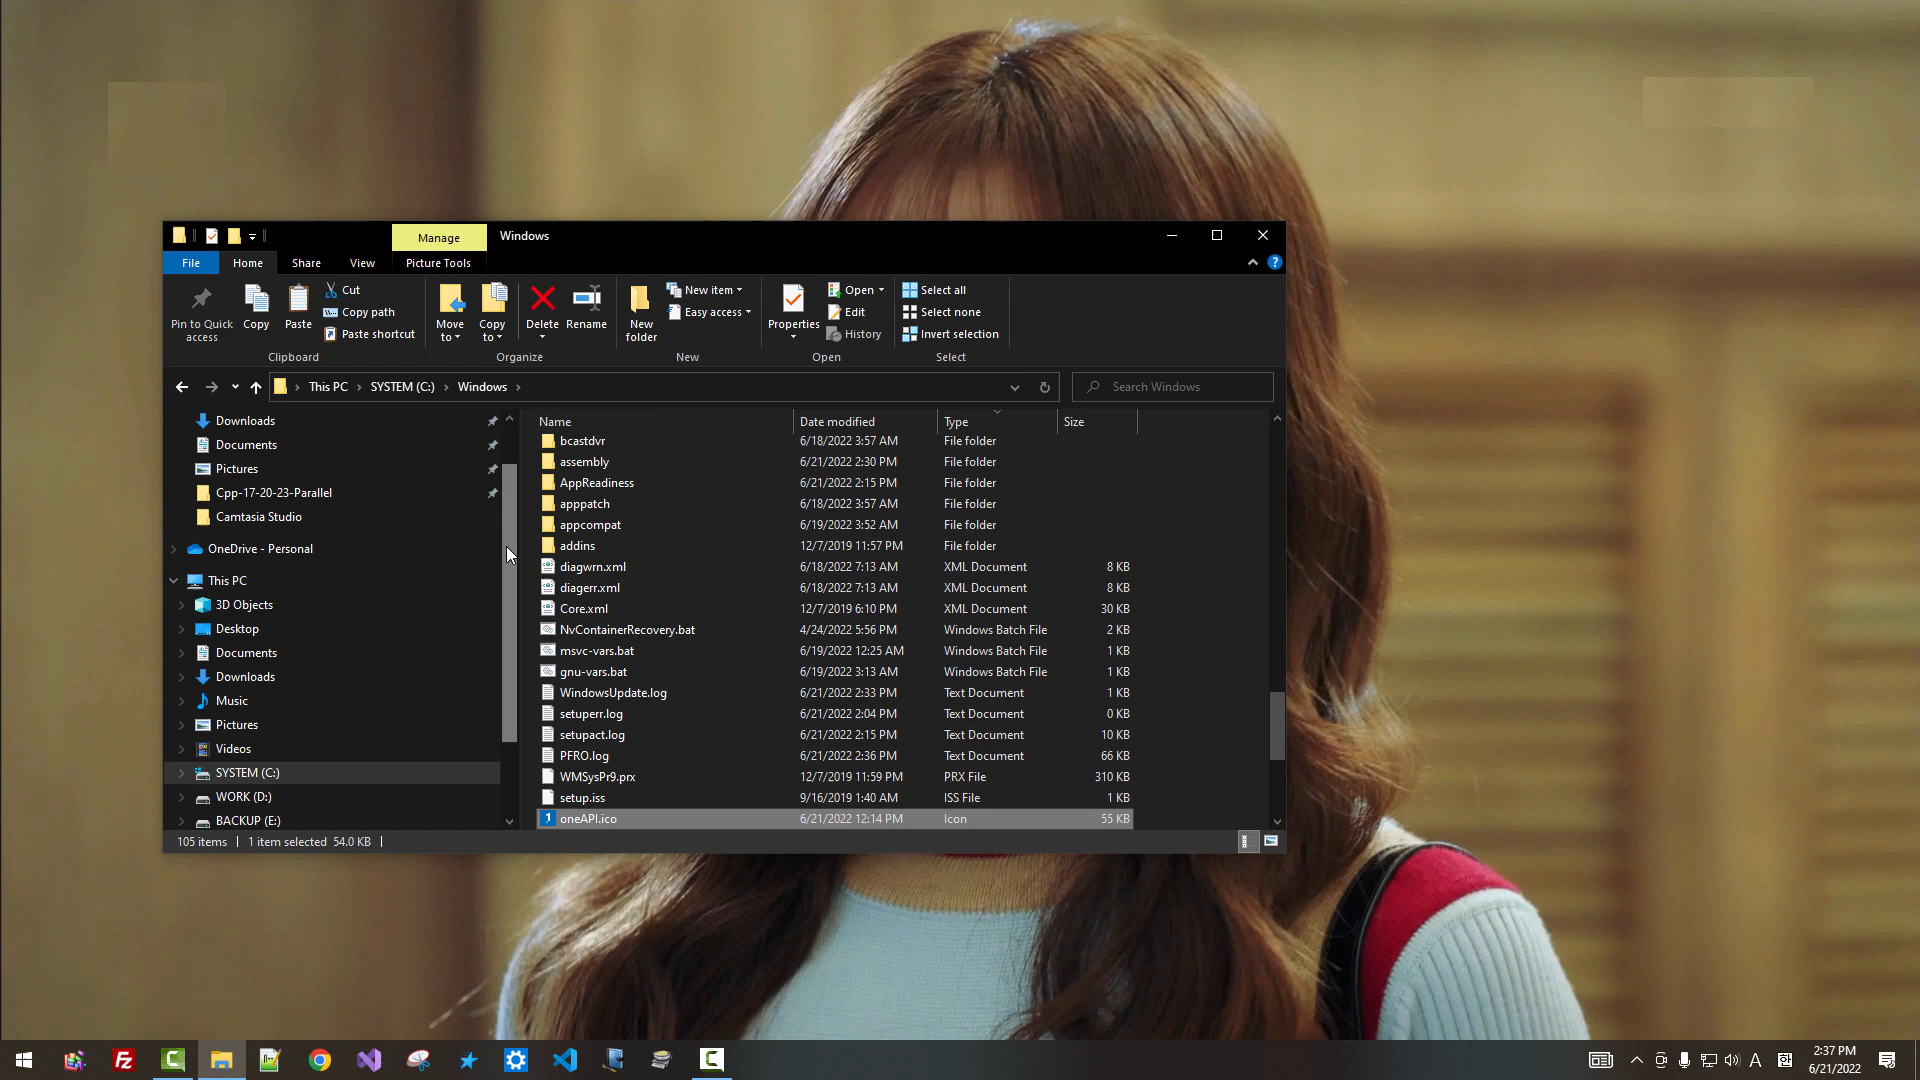 Manage
Windows
File
Home
Share
View
Picture Tools
Pin to Quick access
Copy
Paste
Cut
Copy path
Paste shortcut
Move to
Copy to
Delete
Rename
New folder
New item
Easy access
Properties
Open
Edit
History
Select all
Select none
Invert selection
Clipboard
Organize
New
Open
Select
This PC
SYSTEM (C:)
Windows
Search Windows
Downloads
Documents
Pictures
Cpp-17-20-23-Parallel
Camtasia Studio
OneDrive - Personal
This PC
3D Objects
Desktop
Documents
Downloads
Music
Pictures
Videos
SYSTEM (C:)
WORK (D:)
BACKUP (E:)
Name Date modified Type Size
bcastdvr 6/18/2022 3:57 AM File folder
assembly 6/21/2022 2:30 PM File folder
AppReadiness 6/21/2022 2:15 PM File folder
apppatch 6/18/2022 3:57 AM File folder
appcompat 6/19/2022 3:52 AM File folder
addins 12/7/2019 11:57 PM File folder
diagwrn.xml 6/18/2022 7:13 AM XML Document 8 KB
diagerr.xml 6/18/2022 7:13 AM XML Document 8 KB
Core.xml 12/7/2019 6:10 PM XML Document 30 KB
NvContainerRecovery.bat 4/24/2022 5:56 PM Windows Batch File 2 KB
msvc-vars.bat 6/19/2022 12:25 AM Windows Batch File 1 KB
gnu-vars.bat 6/19/2022 3:13 AM Windows Batch File 1 KB
WindowsUpdate.log 6/21/2022 2:33 PM Text Document 1 KB
setuperr.log 6/21/2022 2:04 PM Text Document 0 KB
setupact.log 6/21/2022 2:15 PM Text Document 10 KB
PFRO.log 6/21/2022 2:36 PM Text Document 66 KB
WMSysPr9.prx 12/7/2019 11:59 PM PRX File 310 KB
setup.iss 9/16/2019 1:40 AM ISS File 1 KB
oneAPI.ico 6/21/2022 12:14 PM Icon 55 KB
105 items 1 item selected 54.0 KB
A
한
2:37 PM
6/21/2022